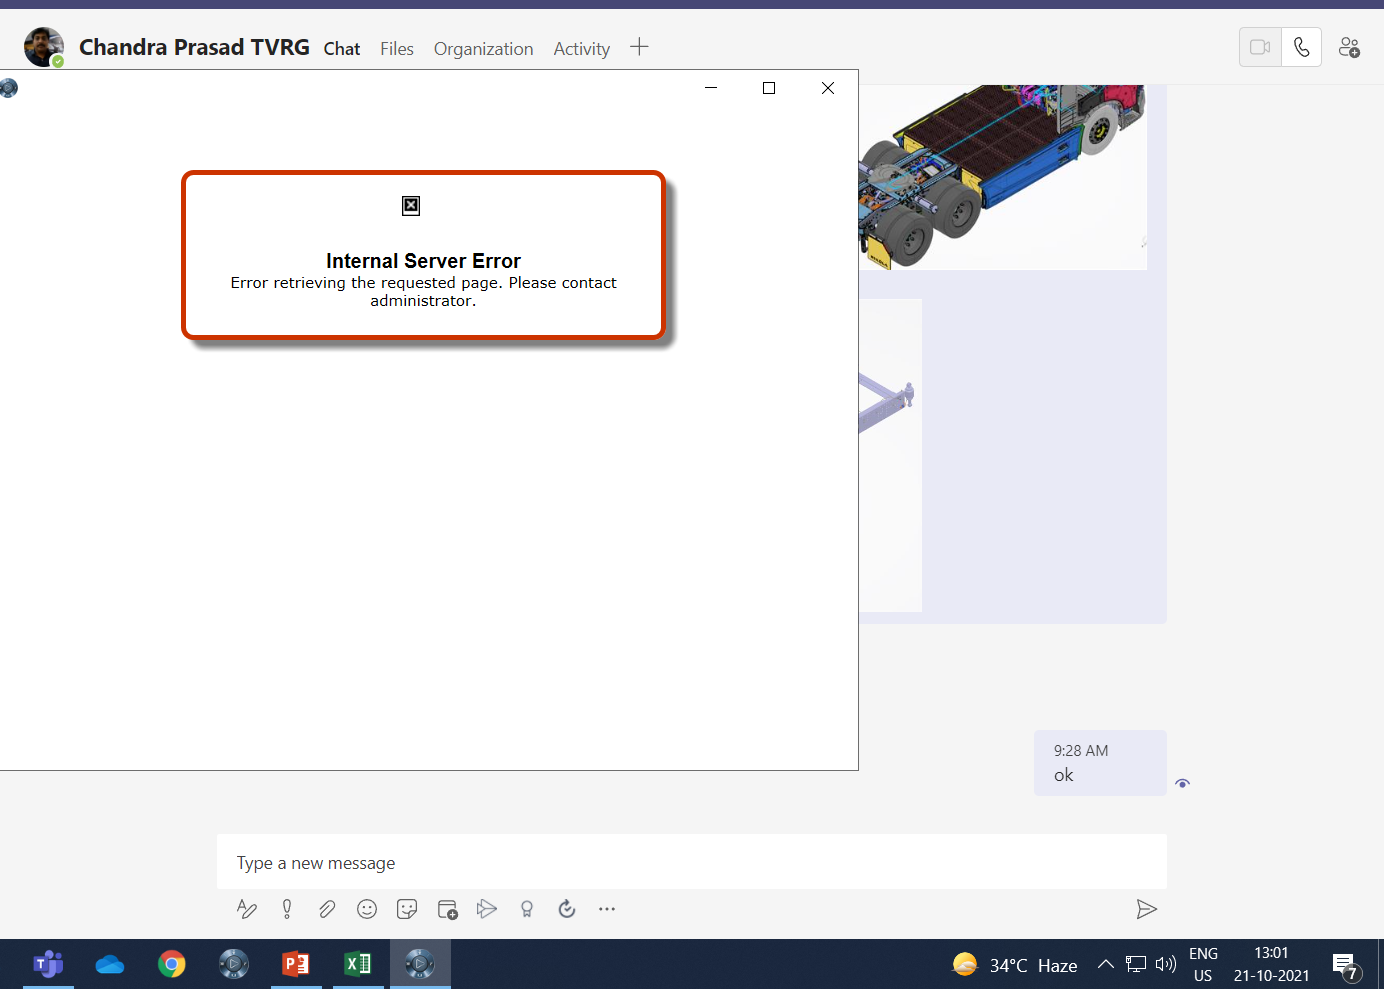 Chandra Prasad TVRG Chat Files Organization Activity
Internal Server Error
Error retrieving the requested page. Please contact
administrator.
9:28 AM
ok
Type a new message
34°C Haze
ENG
US
13:01
21-10-2021
7